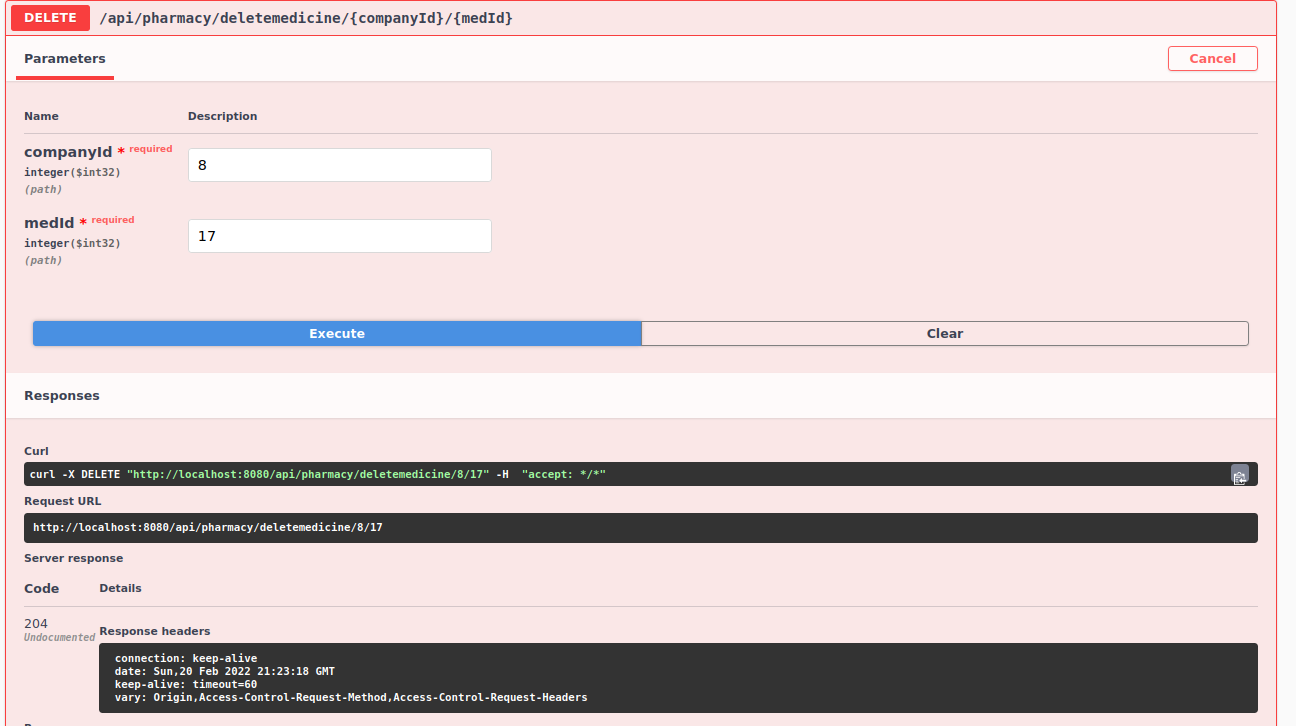 DELETE /api/pharmacy/deletemedicine/{companyId}/{medId}
Parameters
Cancel
Name Description
companyId * required
integer($int32)
(path)
8
medId * required
integer($int32)
(path)
17
Execute Clear
Responses
Curl
curl -X DELETE "http://localhost:8080/api/pharmacy/deletemedicine/8/17" -H  "accept: */*"
Request URL
http://localhost:8080/api/pharmacy/deletemedicine/8/17
Server response
Code Details
204
Undocumented
Response headers
connection: keep-alive
date: Sun,20 Feb 2022 21:23:18 GMT
keep-alive: timeout=60
vary: Origin,Access-Control-Request-Method,Access-Control-Request-Headers